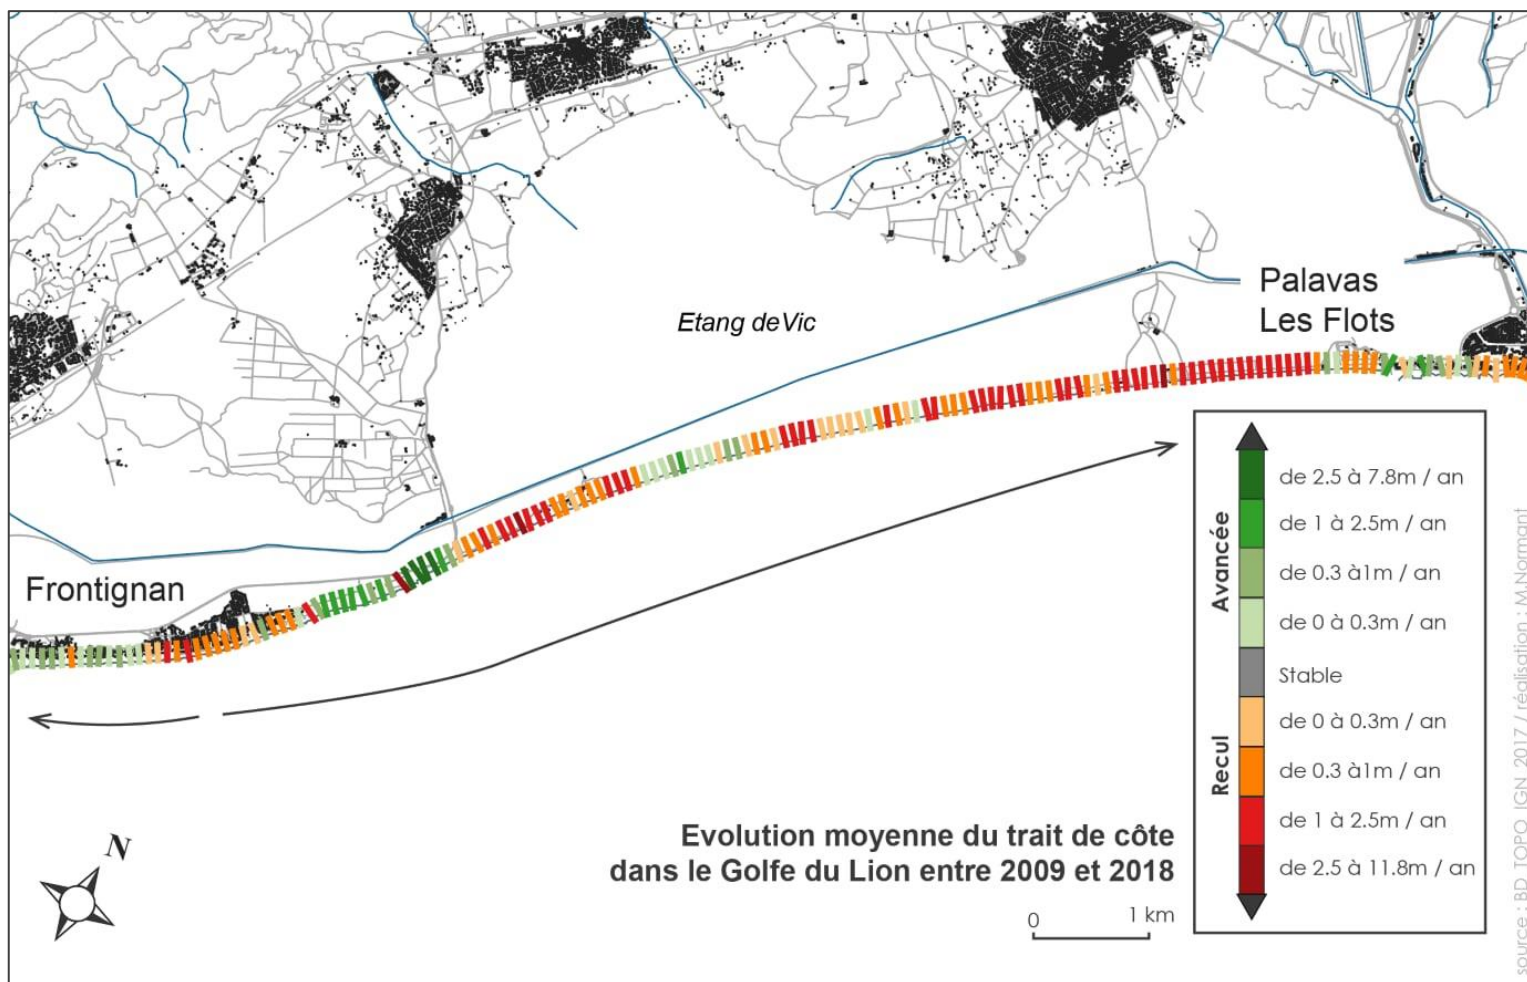 Etang de Vic
Palavas
Les Flots
Frontignan
Avancée
de 2.5 à 7.8m / an
de 1 à 2.5m / an
de 0.3 à1m / an
de 0 à 0.3m / an
Stable
Recul
de 0 à 0.3m / an
de 0.3 à1m / an
de 1 à 2.5m / an
de 2.5 à 11.8m / an
N
Evolution moyenne du trait de côte
dans le Golfe du Lion entre 2009 et 2018
0 1 km
source : BD TOPO IGN 2017 / réalisation : M.Normant